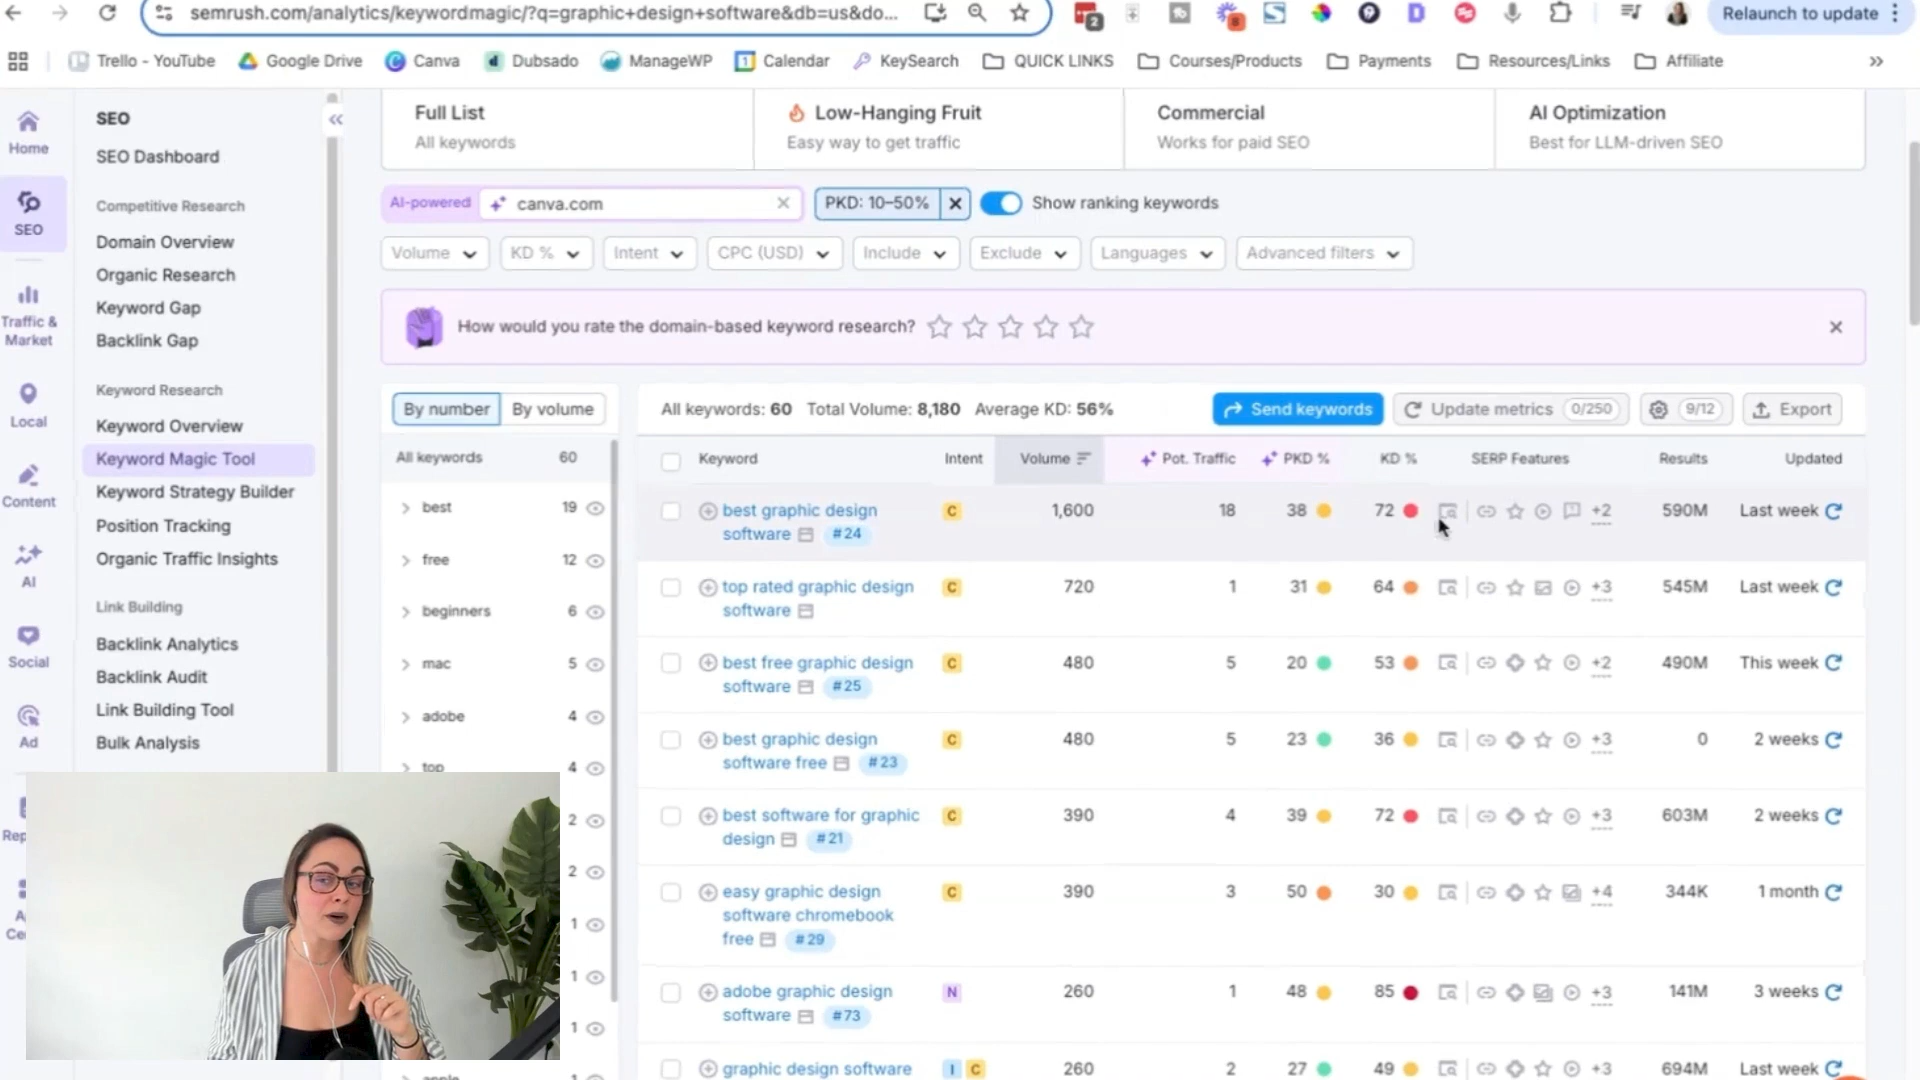 semrush.com/analytics/keywordmagic/?q=graphic+design+software&db=us&do...
2
8
Relaunch to update
Trello - YouTube
Google Drive
Canva
Dubsado
ManageWP
Calendar
KeySearch
QUICK LINKS
Courses/Products
Payments
Resources/Links
Affiliate
Home
SEO
Traffic &
Market
Local
Content
AI
Social
Ad
SEO
SEO Dashboard
Competitive Research
Domain Overview
Organic Research
Keyword Gap
Backlink Gap
Keyword Research
Keyword Overview
Keyword Magic Tool
Keyword Strategy Builder
Position Tracking
Organic Traffic Insights
Link Building
Backlink Analytics
Backlink Audit
Link Building Tool
Bulk Analysis
Full List
All keywords
Low-Hanging Fruit
Easy way to get traffic
Commercial
Works for paid SEO
AI Optimization
Best for LLM-driven SEO
AI-powered canva.com PKD: 10–50% Show ranking keywords
Volume KD % Intent CPC (USD) Include Exclude Languages Advanced filters
How would you rate the domain-based keyword research?
By number By volume
All keywords 60
best 19
free 12
beginners 6
mac 5
adobe 4
top 4
2
2
1
1
1
apple 1
All keywords: 60 Total Volume: 8,180 Average KD: 56% Send keywords Update metrics 0/250 9/12 Export
Keyword Intent Volume Pot. Traffic PKD % KD % SERP Features Results Updated
best graphic design C 1,600 18 38 72 +2 590M Last week
software #24
top rated graphic design C 720 1 31 64 +3 545M Last week
software
best free graphic design C 480 5 20 53 +2 490M This week
software #25
best graphic design C 480 5 23 36 +3 0 2 weeks
software free #23
best software for graphic C 390 4 39 72 +3 603M 2 weeks
design #21
easy graphic design C 390 3 50 30 +4 344K 1 month
software chromebook
free #29
adobe graphic design N 260 1 48 85 +3 141M 3 weeks
software #73
graphic design software I C 260 2 27 49 +3 694M Last week